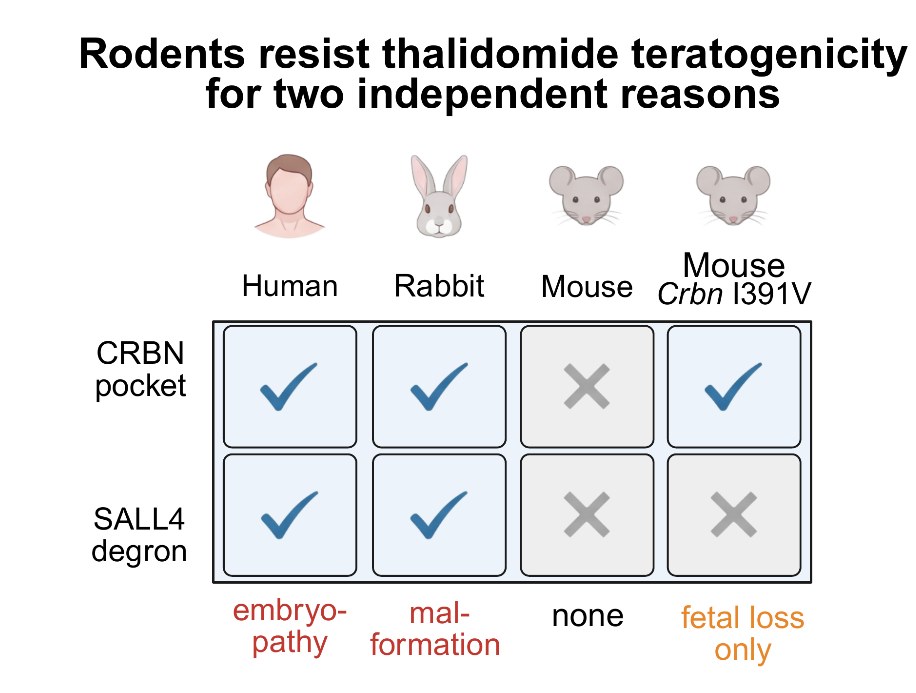 Rodents resist thalidomide teratogenicity
for two independent reasons
Human
Rabbit
Mouse
Mouse
Crbn I391V
CRBN
pocket
SALL4
degron
embryo-
pathy
mal-
formation
none
fetal loss
only